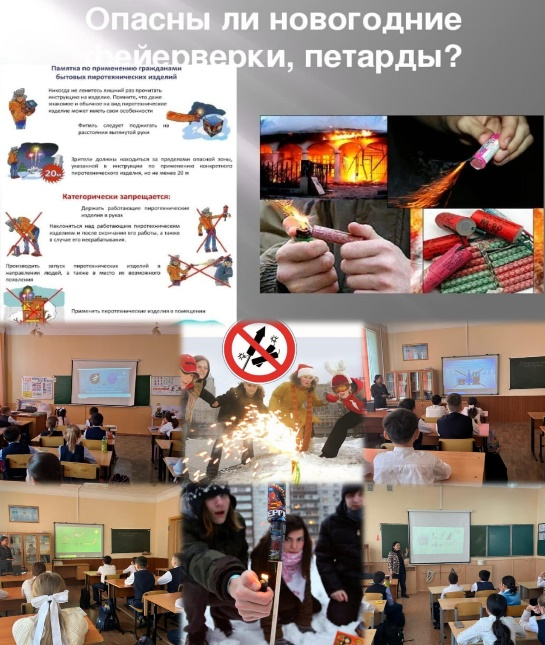 Опасны ли новогодние
фейерверки, петарды?
Памятка по применению гражданами
бытовых пиротехнических изделий
Никогда не ленитесь лишний раз прочитать
инструкцию на изделие. Помните, что даже
знакомое и обычное на вид пиротехническое
изделие может иметь свои особенности
Фитиль следует поджигать на
расстоянии вытянутой руки
20м
Зрители должны находиться за пределами опасной зоны,
указанной в инструкции по применению конкретного
пиротехнического изделия, но не менее 20 м
Категорически запрещается:
Держать работающие пиротехнические
изделия в руках
Наклоняться над работающим пиротехническим
изделием и после окончания его работы, а также
в случае его несрабатывания.
Производить запуск пиротехнических изделий в
направлении людей, а также в место их возможного
появления
Применять пиротехнические изделия в помещении